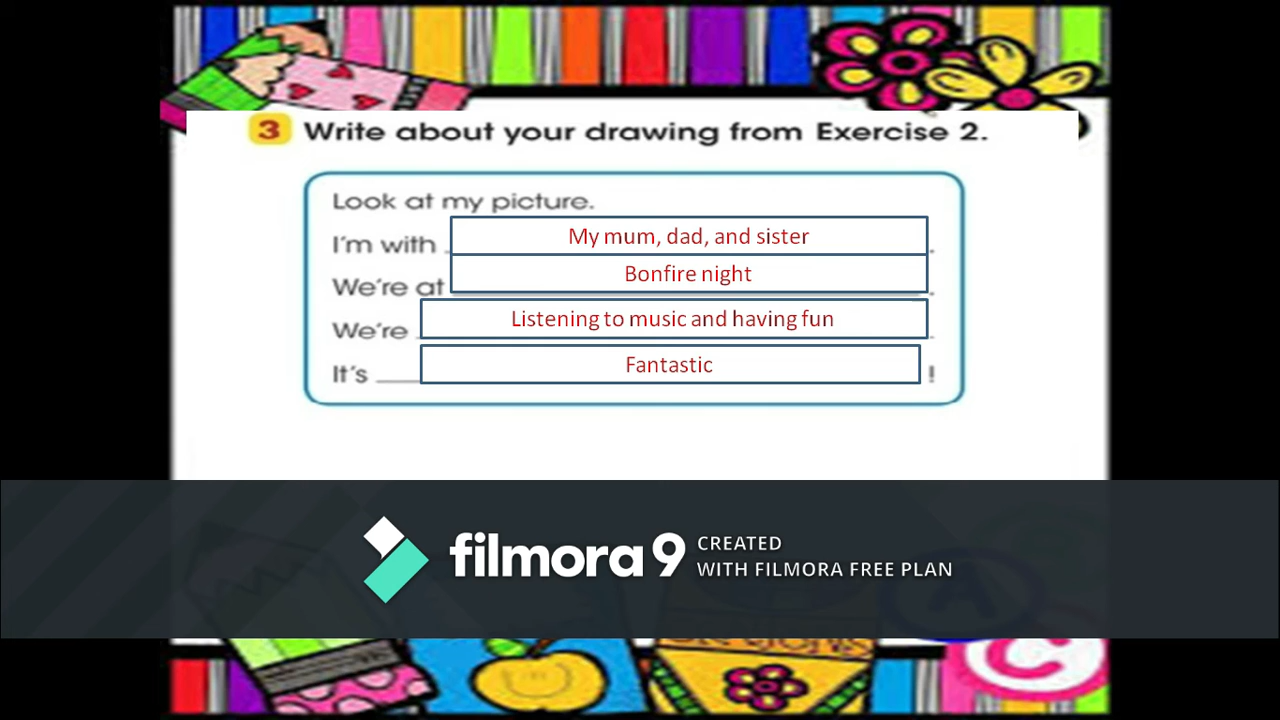 3 Write about your drawing from Exercise 2.
Look at my picture.
I'm with My mum, dad, and sister.
We're at Bonfire night.
We're Listening to music and having fun.
It's Fantastic!
filmora 9 CREATED
WITH FILMORA FREE PLAN
C